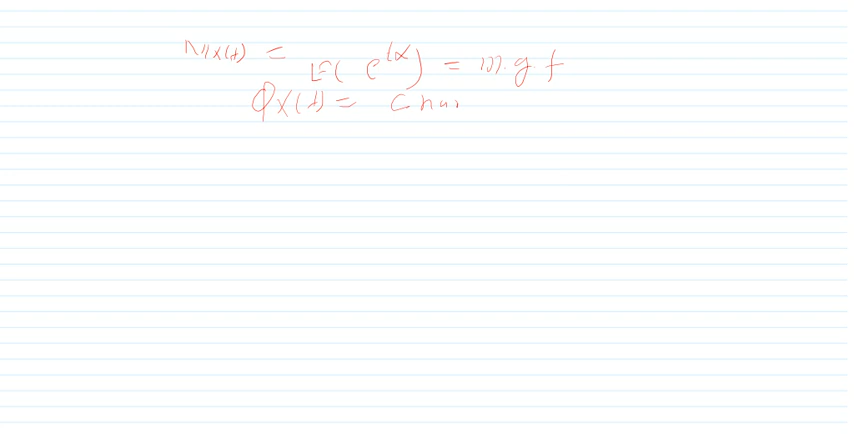 Mx(t) = E( e^{tx} ) = m.g f
φx(t) = char